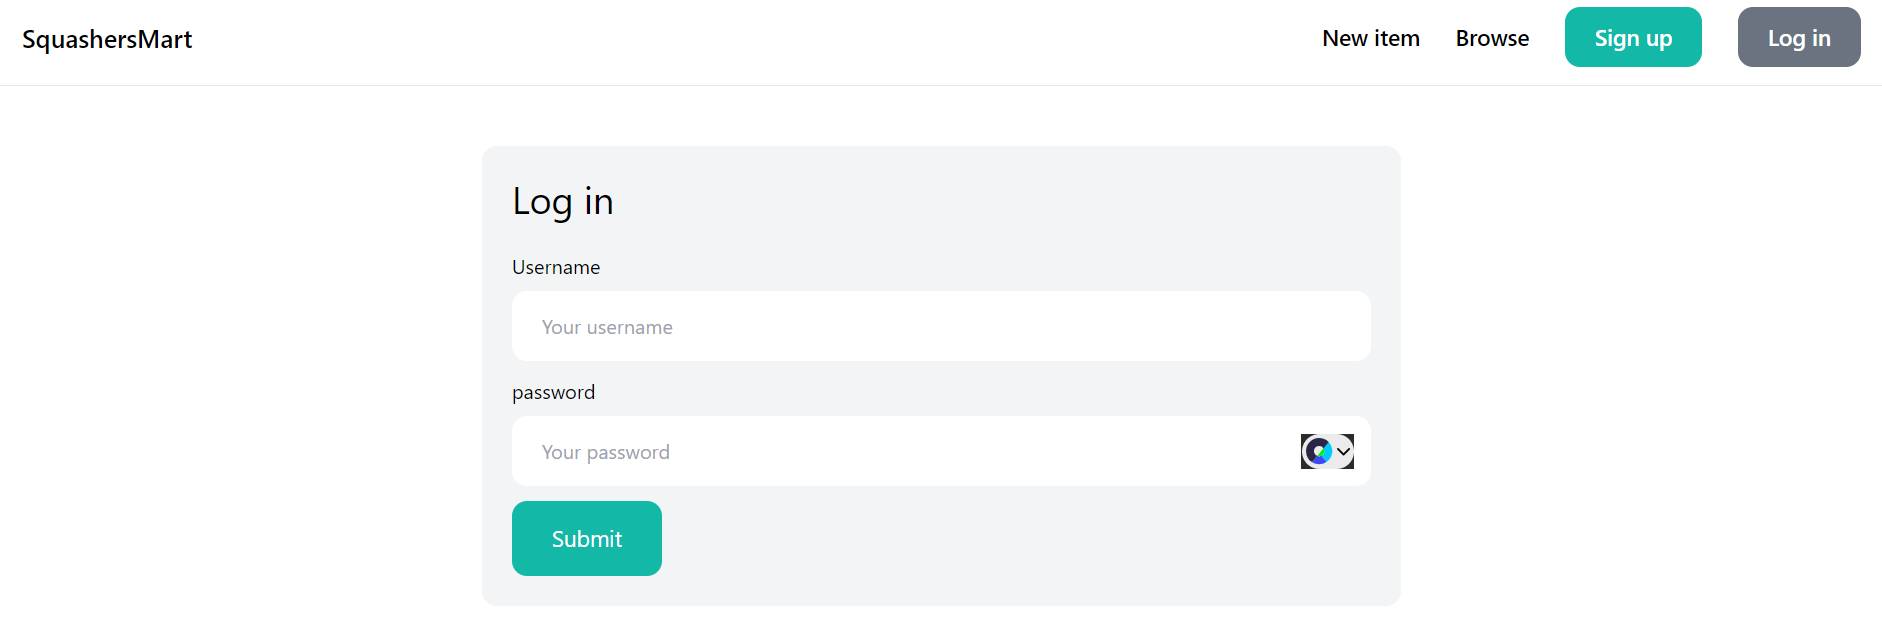 SquashersMart New item Browse Sign up Log in
Log in
Username
Your username
password
Your password
Submit